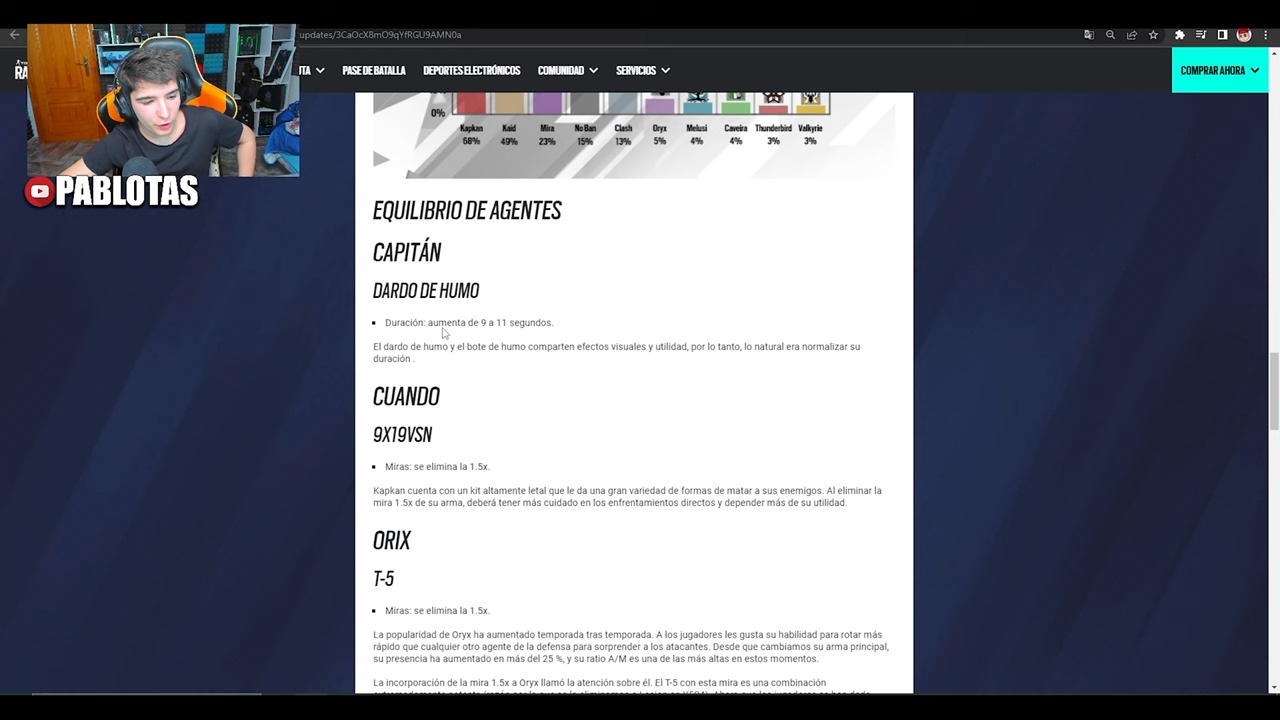 updates/3CaOcX8mO9qYfRGU9AMN0a
RA
UTA
PASE DE BATALLA
DEPORTES ELECTRÓNICOS
COMUNIDAD
SERVICIOS
COMPRAR AHORA
PABLOTAS
0%
Kapkan Kaid Mira No Ban Clash Oryx Melusi Caveira Thunderbird Valkyrie
68% 49% 23% 15% 13% 5% 4% 4% 3% 3%
EQUILIBRIO DE AGENTES
CAPITÁN
DARDO DE HUMO
Duración: aumenta de 9 a 11 segundos.
El dardo de humo y el bote de humo comparten efectos visuales y utilidad, por lo tanto, lo natural era normalizar su
duración .
CUANDO
9X19VSN
Miras: se elimina la 1.5x.
Kapkan cuenta con un kit altamente letal que le da una gran variedad de formas de matar a sus enemigos. Al eliminar la
mira 1.5x de su arma, deberá tener más cuidado en los enfrentamientos directos y depender más de su utilidad.
ORIX
T-5
Miras: se elimina la 1.5x.
La popularidad de Oryx ha aumentado temporada tras temporada. A los jugadores les gusta su habilidad para rotar más
rápido que cualquier otro agente de la defensa para sorprender a los atacantes. Desde que cambiamos su arma principal,
su presencia ha aumentado en más del 25 %, y su ratio A/M es una de las más altas en estos momentos.
La incorporación de la mira 1.5x a Oryx llamó la atención sobre él. El T-5 con esta mira es una combinación